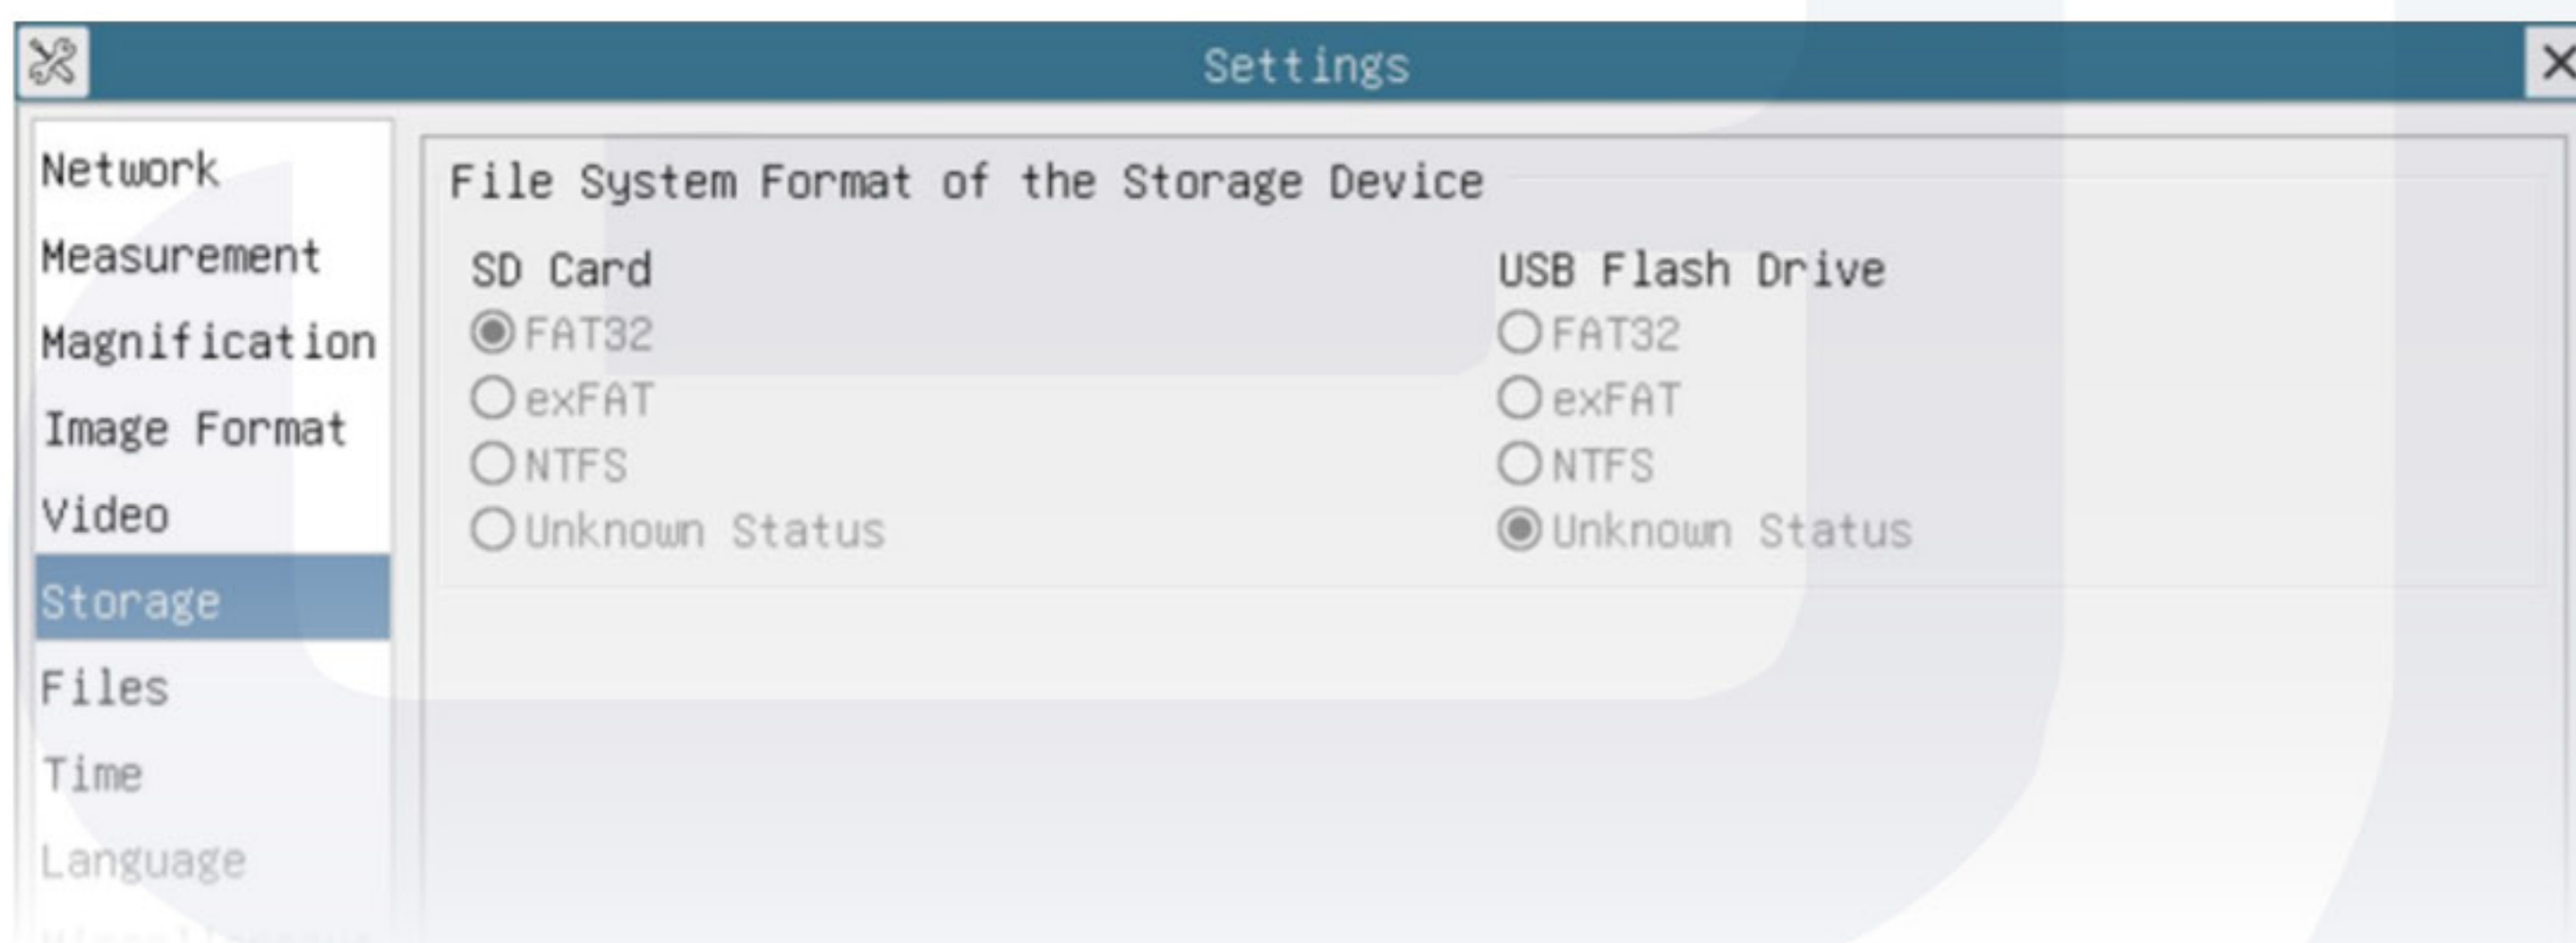 Settings
Network
Measurement
Magnification
Image Format
Video
Storage
Files
Time
Language
File System Format of the Storage Device
SD Card
FAT32
exFAT
NTFS
Unknown Status
USB Flash Drive
FAT32
exFAT
NTFS
Unknown Status